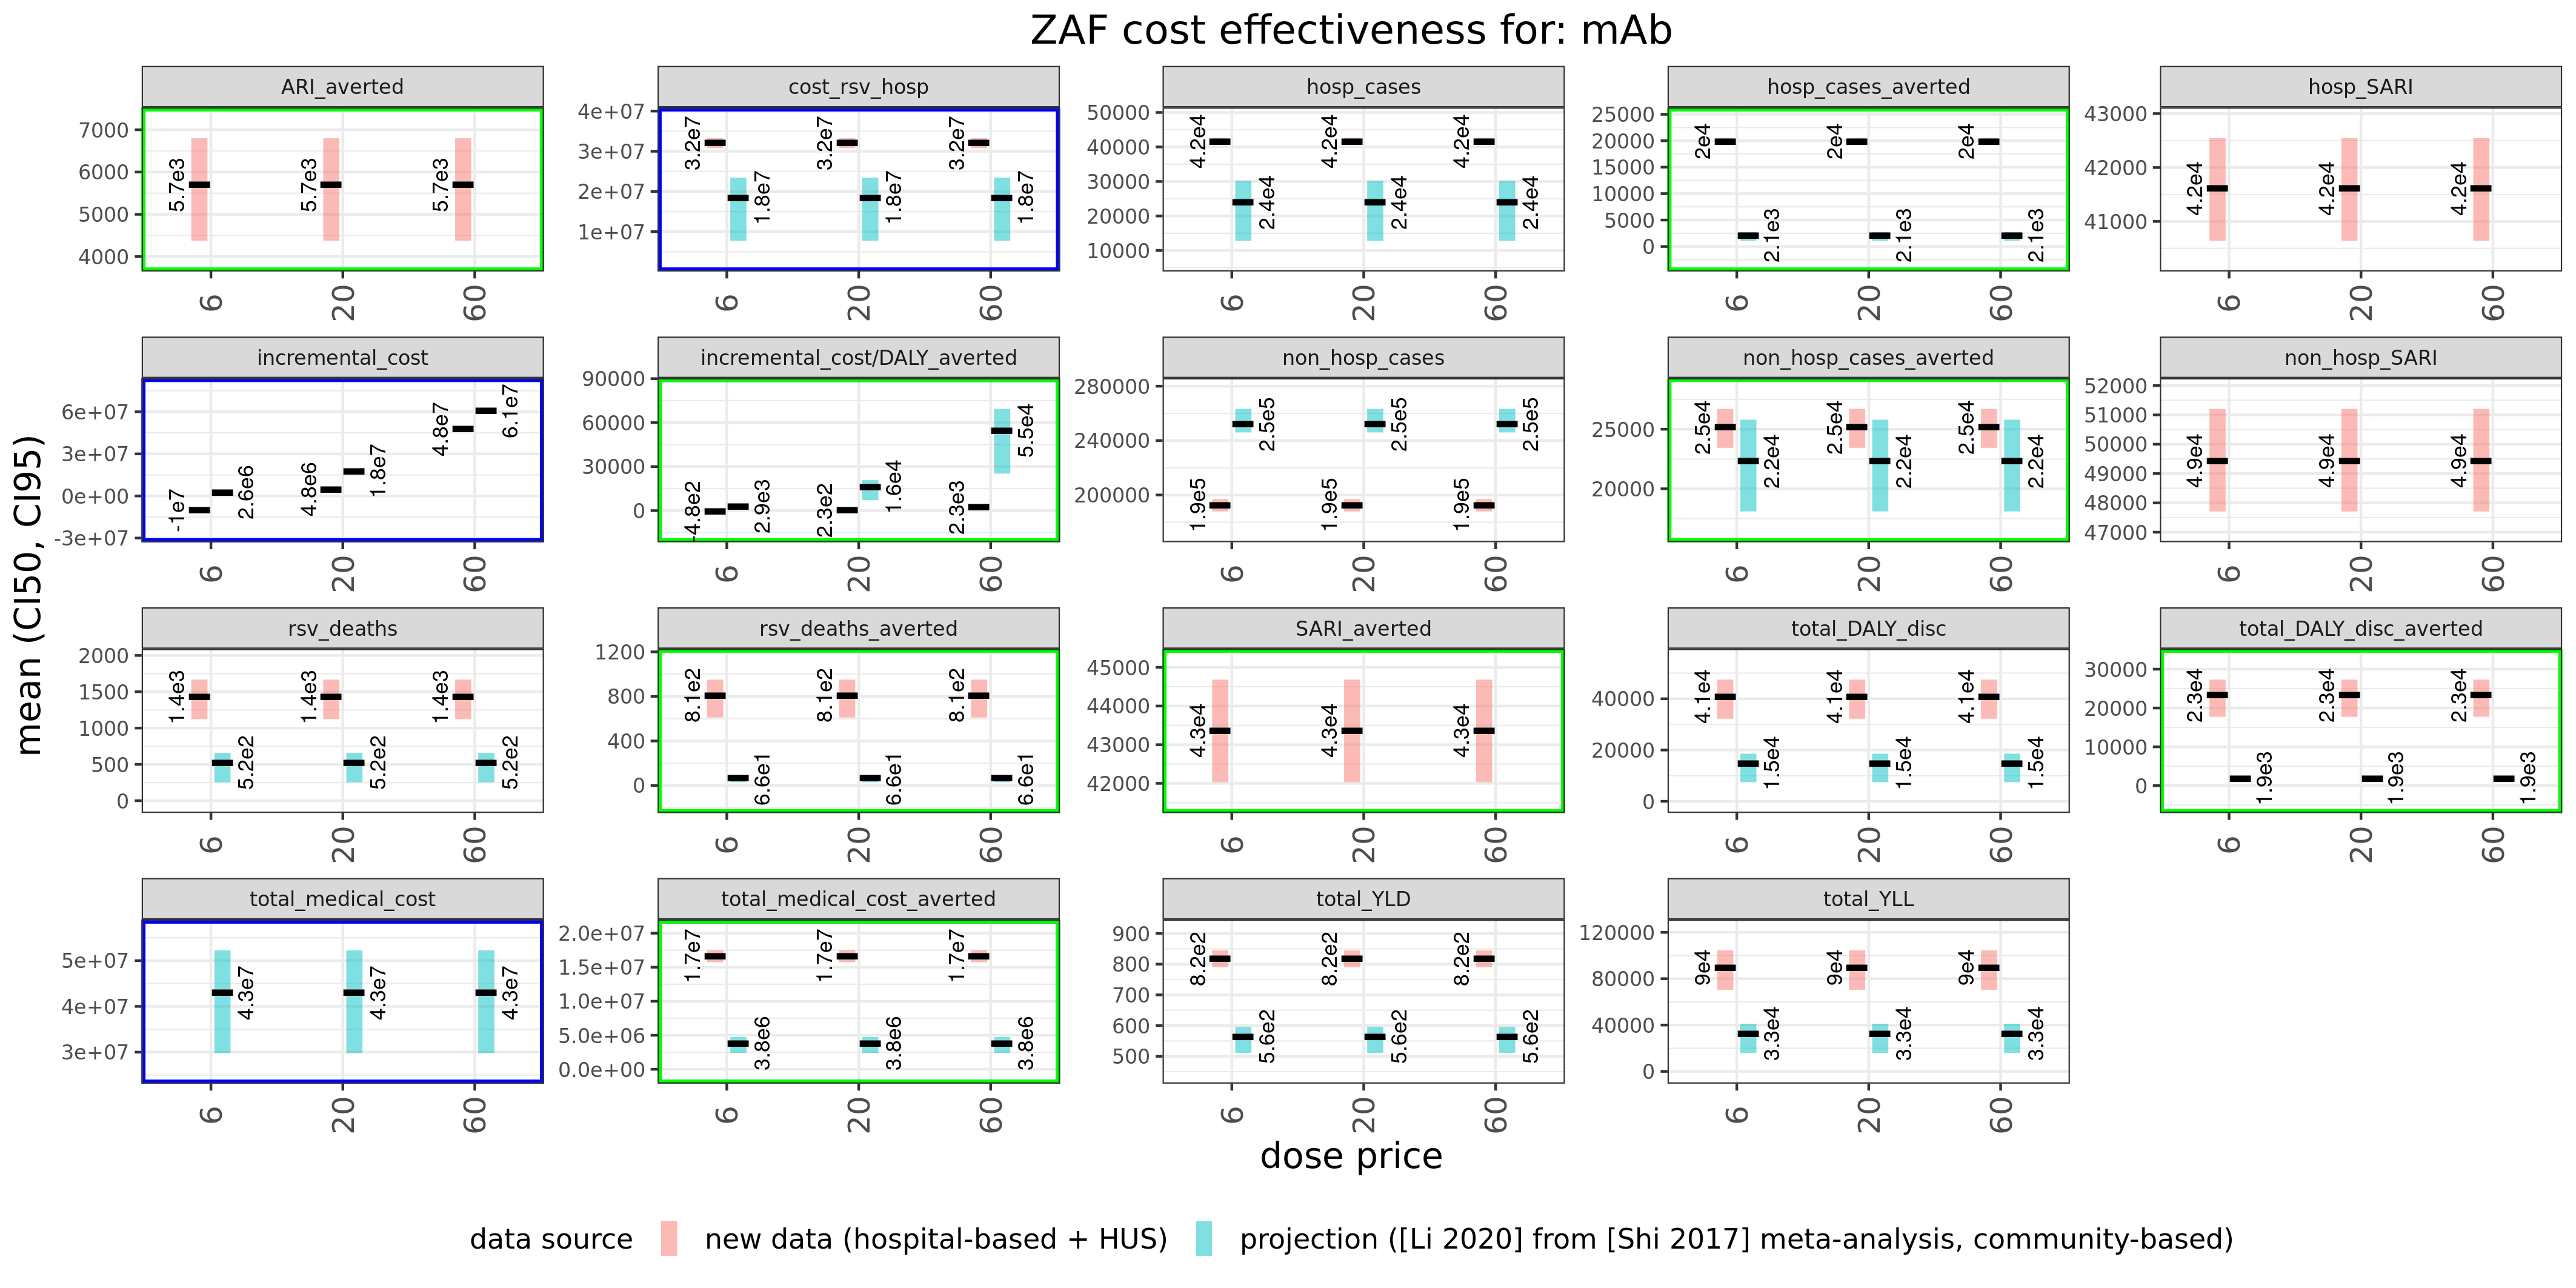 ZAF cost effectiveness for: mAb
mean (CI50, CI95)
ARI_averted
7000
6000
5000
4000
5.7e3 5.7e3 5.7e3
6 20 60
cost_rsv_hosp
4e+07
3e+07
2e+07
1e+07
3.2e7 3.2e7 3.2e7
1.8e7 1.8e7 1.8e7
6 20 60
hosp_cases
50000
40000
30000
20000
10000
4.2e4 4.2e4 4.2e4
2.4e4 2.4e4 2.4e4
6 20 60
hosp_cases_averted
25000
20000
15000
10000
5000
0
2e4 2e4 2e4
2.1e3 2.1e3 2.1e3
6 20 60
hosp_SARI
43000
42000
41000
4.2e4 4.2e4 4.2e4
6 20 60
incremental_cost
6e+07
3e+07
0e+00
-3e+07
-1e7 2.6e6 4.8e6 1.8e7 4.8e7 6.1e7
6 20 60
incremental_cost/DALY_averted
90000
60000
30000
0
-4.8e2 2.9e3 2.3e2 1.6e4 2.3e3 5.5e4
6 20 60
non_hosp_cases
280000
240000
200000
2.5e5 2.5e5 2.5e5
1.9e5 1.9e5 1.9e5
6 20 60
non_hosp_cases_averted
25000
20000
2.5e4 2.2e4 2.5e4 2.2e4 2.5e4 2.2e4
6 20 60
non_hosp_SARI
52000
51000
50000
49000
48000
47000
4.9e4 4.9e4 4.9e4
6 20 60
rsv_deaths
2000
1500
1000
500
0
1.4e3 1.4e3 1.4e3
5.2e2 5.2e2 5.2e2
6 20 60
rsv_deaths_averted
1200
800
400
0
8.1e2 8.1e2 8.1e2
6.6e1 6.6e1 6.6e1
6 20 60
SARI_averted
45000
44000
43000
42000
4.3e4 4.3e4 4.3e4
6 20 60
total_DALY_disc
40000
20000
0
4.1e4 4.1e4 4.1e4
1.5e4 1.5e4 1.5e4
6 20 60
total_DALY_disc_averted
30000
20000
10000
0
2.3e4 2.3e4 2.3e4
1.9e3 1.9e3 1.9e3
6 20 60
total_medical_cost
5e+07
4e+07
3e+07
4.3e7 4.3e7 4.3e7
6 20 60
total_medical_cost_averted
2.0e+07
1.5e+07
1.0e+07
5.0e+06
0.0e+00
1.7e7 1.7e7 1.7e7
3.8e6 3.8e6 3.8e6
6 20 60
total_YLD
900
800
700
600
500
8.2e2 8.2e2 8.2e2
5.6e2 5.6e2 5.6e2
6 20 60
total_YLL
120000
80000
40000
0
9e4 9e4 9e4
3.3e4 3.3e4 3.3e4
6 20 60
dose price
data source new data (hospital-based + HUS) projection ([Li 2020] from [Shi 2017] meta-analysis, community-based)